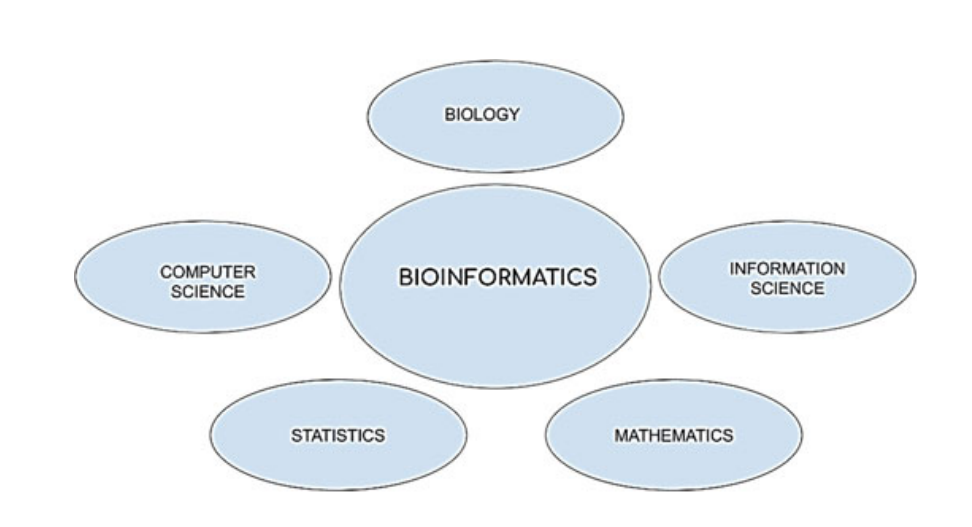 BIOLOGY
COMPUTER
SCIENCE
BIOINFORMATICS
INFORMATION
SCIENCE
STATISTICS
MATHEMATICS